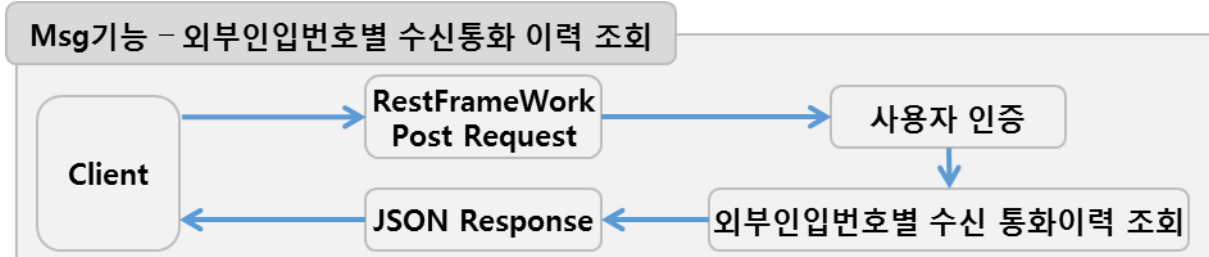 Msg기능 – 외부인입번호별 수신통화 이력 조회
Client
RestFrameWork
Post Request
사용자 인증
JSON Response
외부인입번호별 수신 통화이력 조회